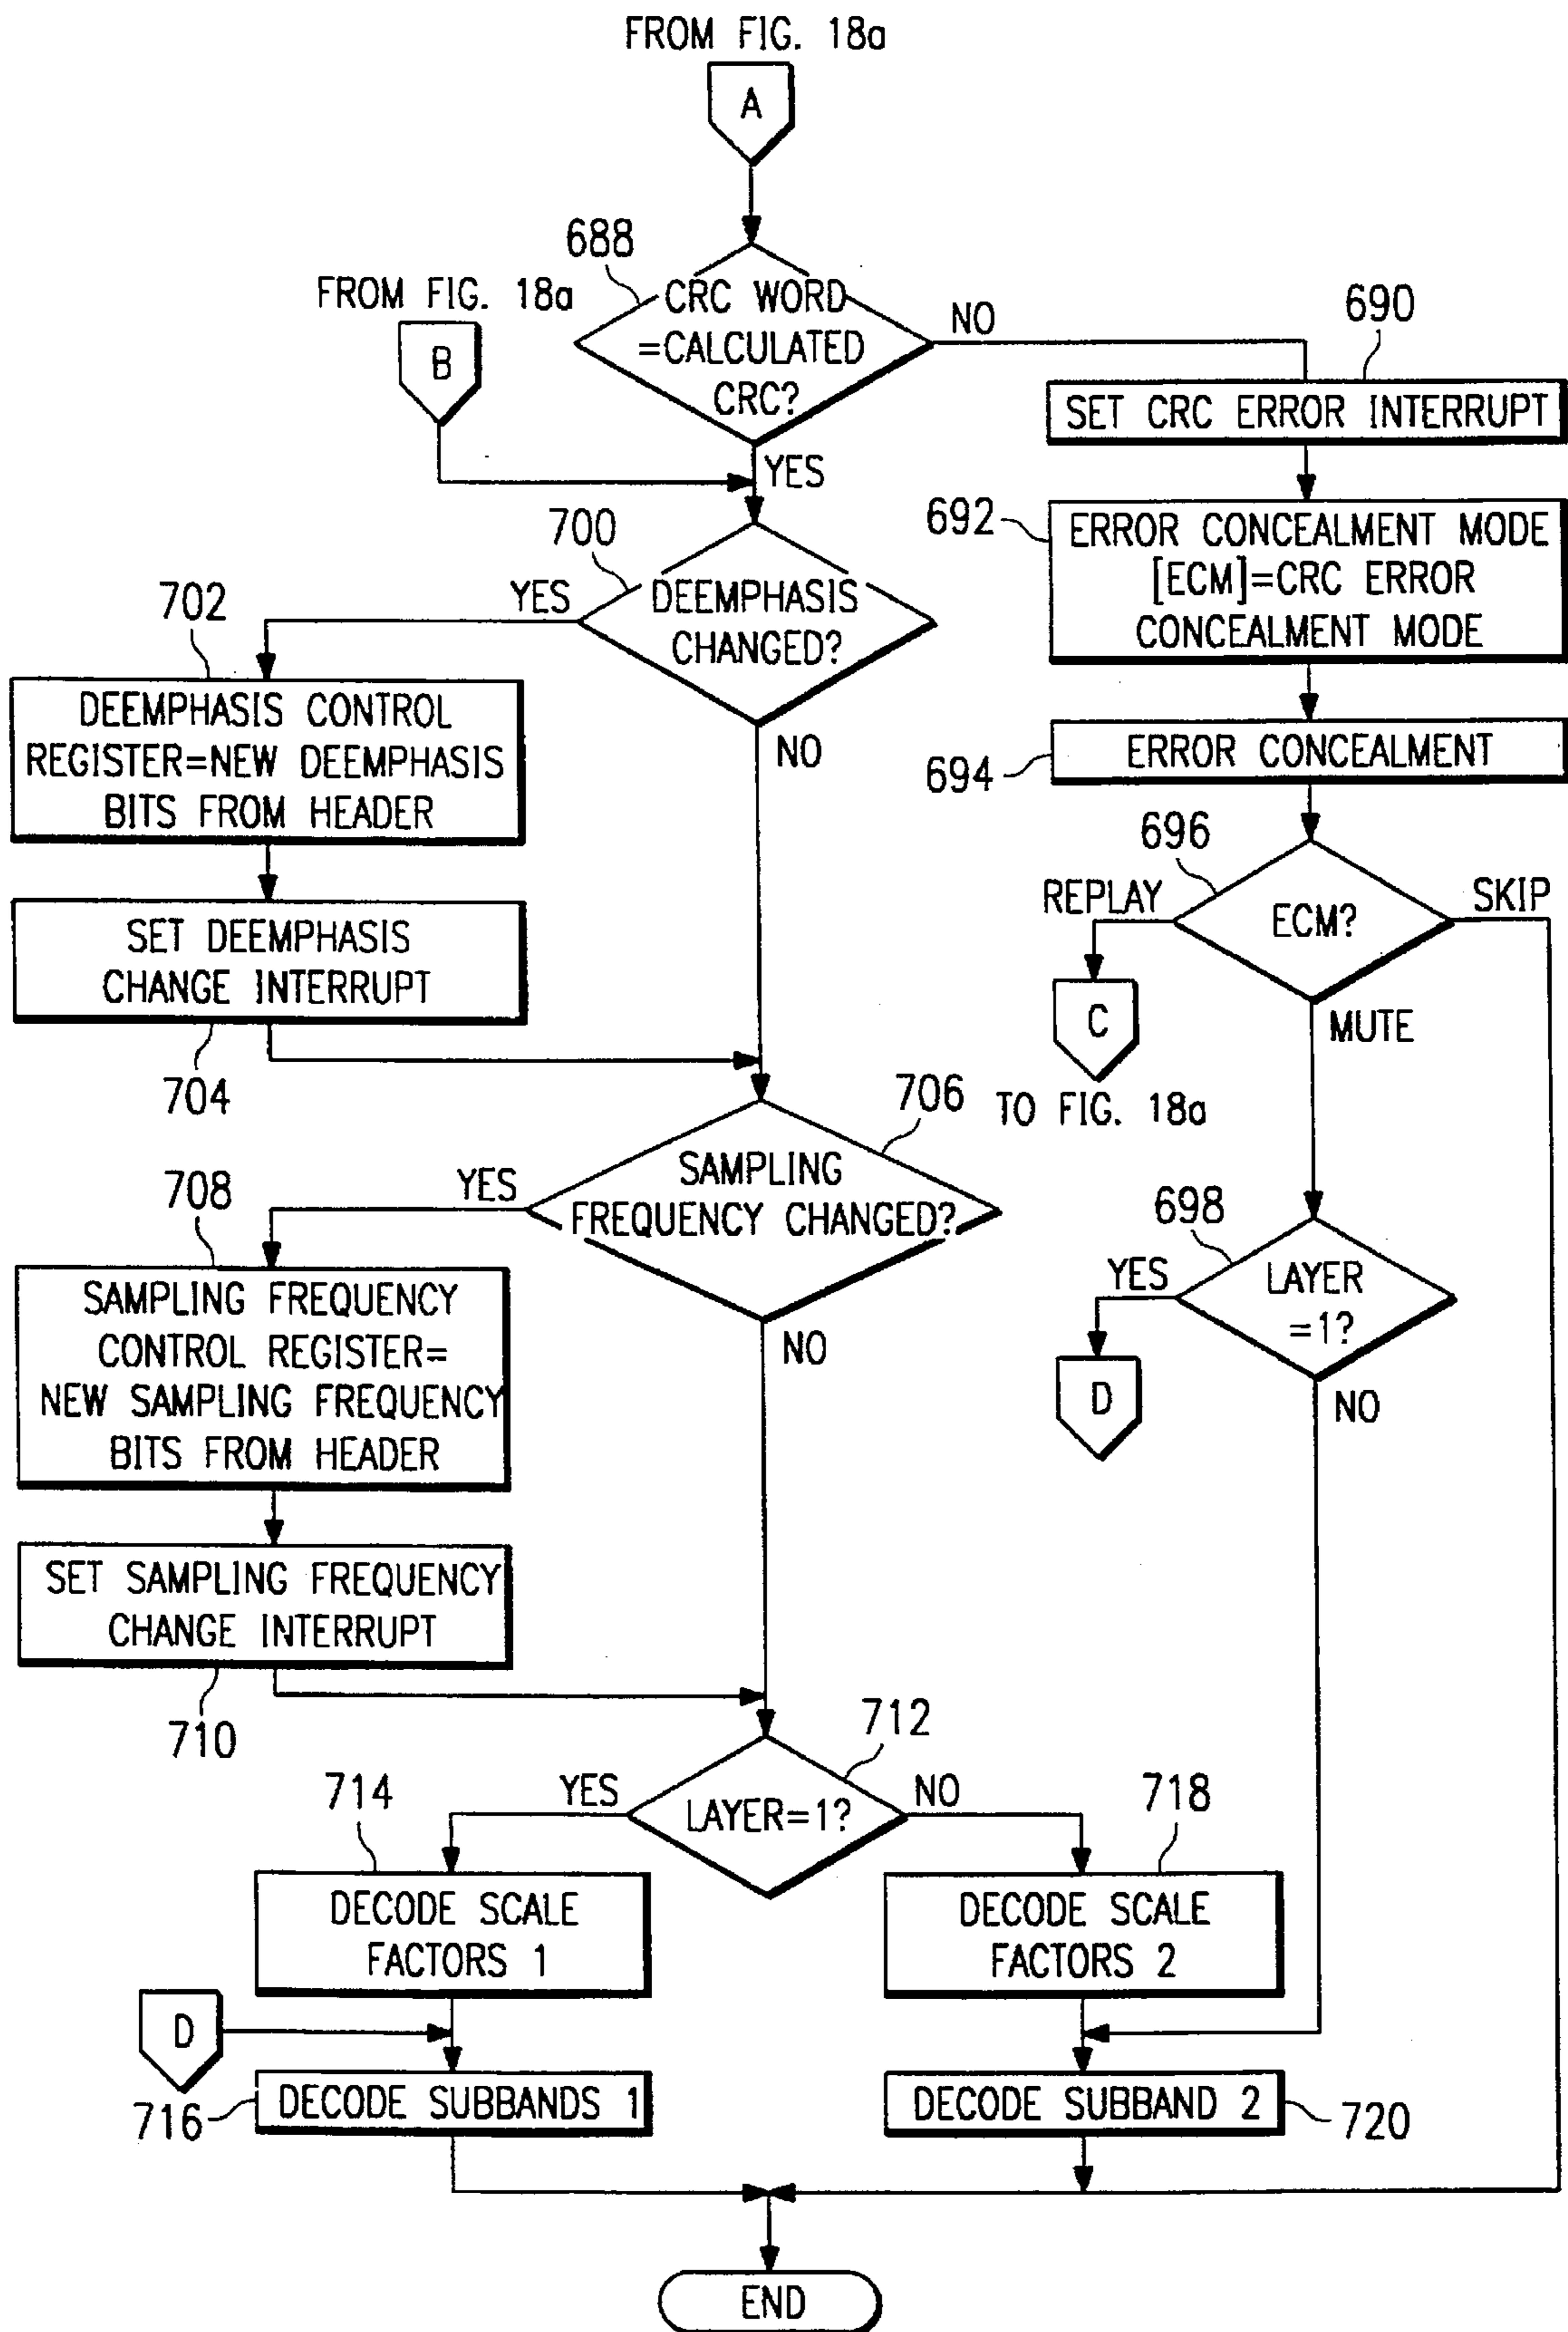 FROM FIG. 18a
A
688
FROM FIG. 18a
B
CRC WORD
=CALCULATED
CRC?
NO
YES
690
SET CRC ERROR INTERRUPT
692
ERROR CONCEALMENT MODE
[ECM]=CRC ERROR
CONCEALMENT MODE
694
ERROR CONCEALMENT
696
ECM?
REPLAY
SKIP
MUTE
C
TO FIG. 18a
698
LAYER
=1?
YES
D
NO
700
DEEMPHASIS
CHANGED?
YES
NO
702
DEEMPHASIS CONTROL
REGISTER=NEW DEEMPHASIS
BITS FROM HEADER
SET DEEMPHASIS
CHANGE INTERRUPT
704
706
SAMPLING
FREQUENCY CHANGED?
YES
NO
708
SAMPLING FREQUENCY
CONTROL REGISTER=
NEW SAMPLING FREQUENCY
BITS FROM HEADER
SET SAMPLING FREQUENCY
CHANGE INTERRUPT
710
712
LAYER=1?
YES
NO
714
DECODE SCALE
FACTORS 1
718
DECODE SCALE
FACTORS 2
D
716
DECODE SUBBANDS 1
DECODE SUBBAND 2
720
END